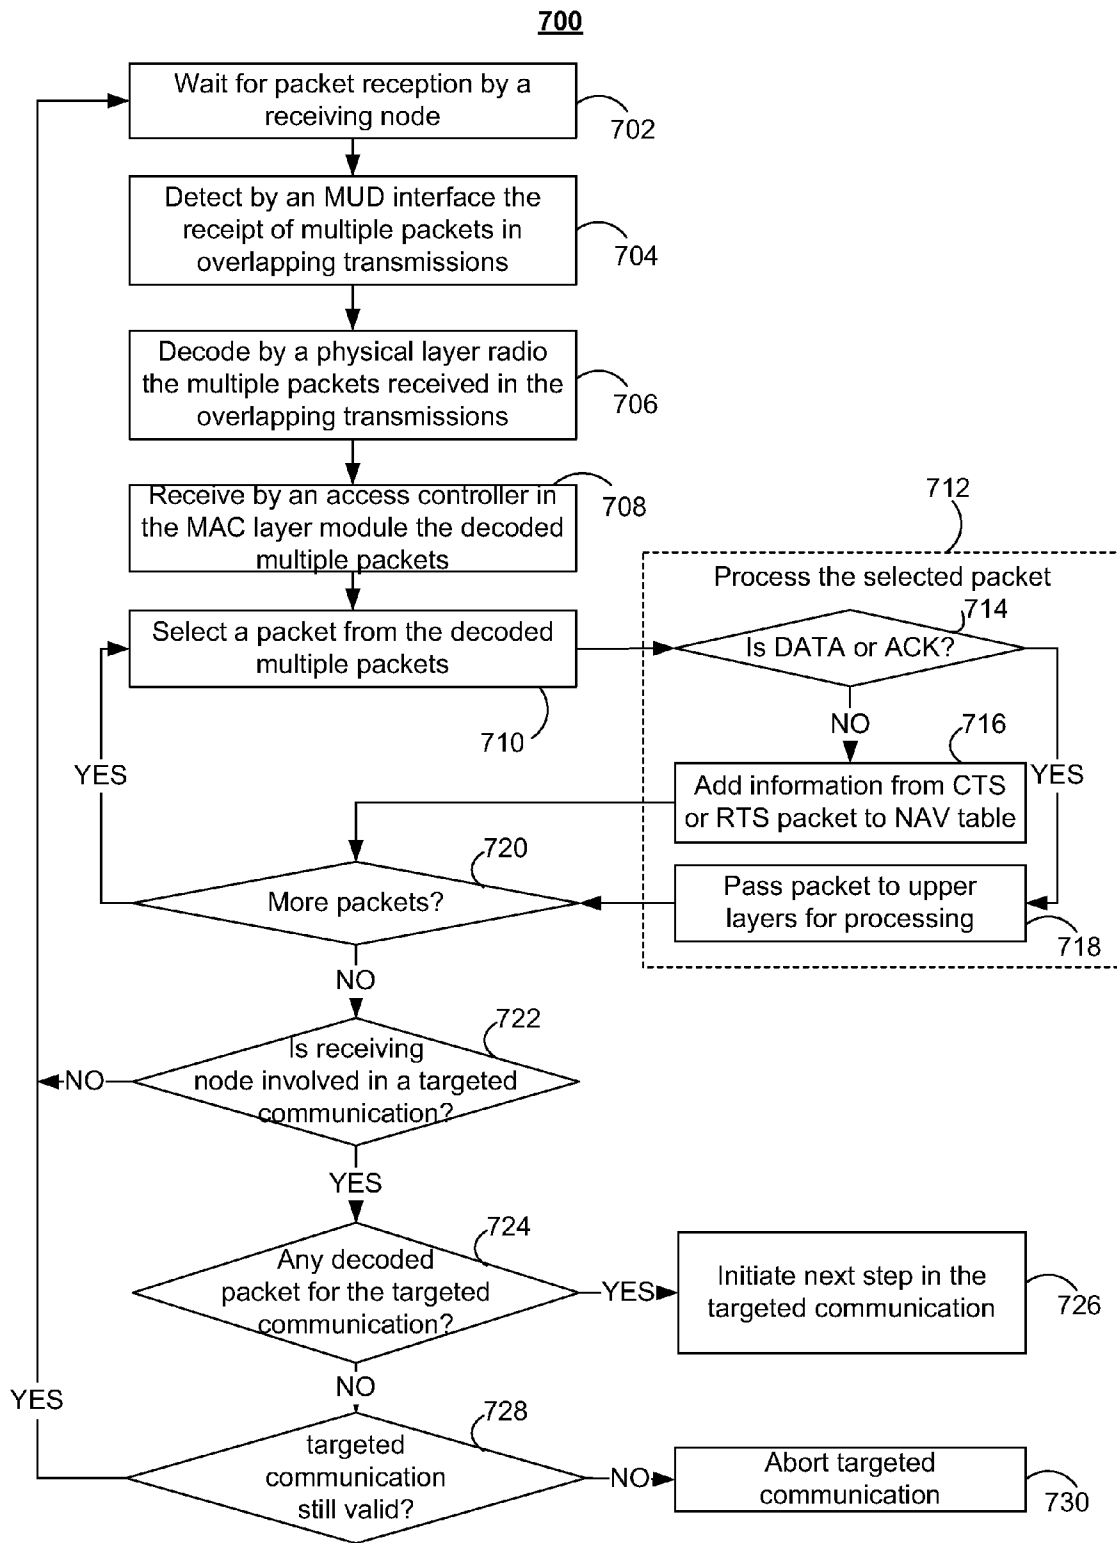 700
Wait for packet reception by a
receiving node
702
Detect by an MUD interface the
receipt of multiple packets in
overlapping transmissions
704
Decode by a physical layer radio
the multiple packets received in the
overlapping transmissions
706
Receive by an access controller in
the MAC layer module the decoded
multiple packets
708
712
Process the selected packet
Select a packet from the decoded
multiple packets
710
714
Is DATA or ACK?
NO
YES
716
Add information from CTS
or RTS packet to NAV table
Pass packet to upper
layers for processing
718
YES
720
More packets?
NO
722
Is receiving
node involved in a targeted
communication?
NO
YES
724
Any decoded
packet for the targeted
communication?
YES
Initiate next step in the
targeted communication
726
NO
YES
728
targeted
communication
still valid?
NO
Abort targeted
communication
730